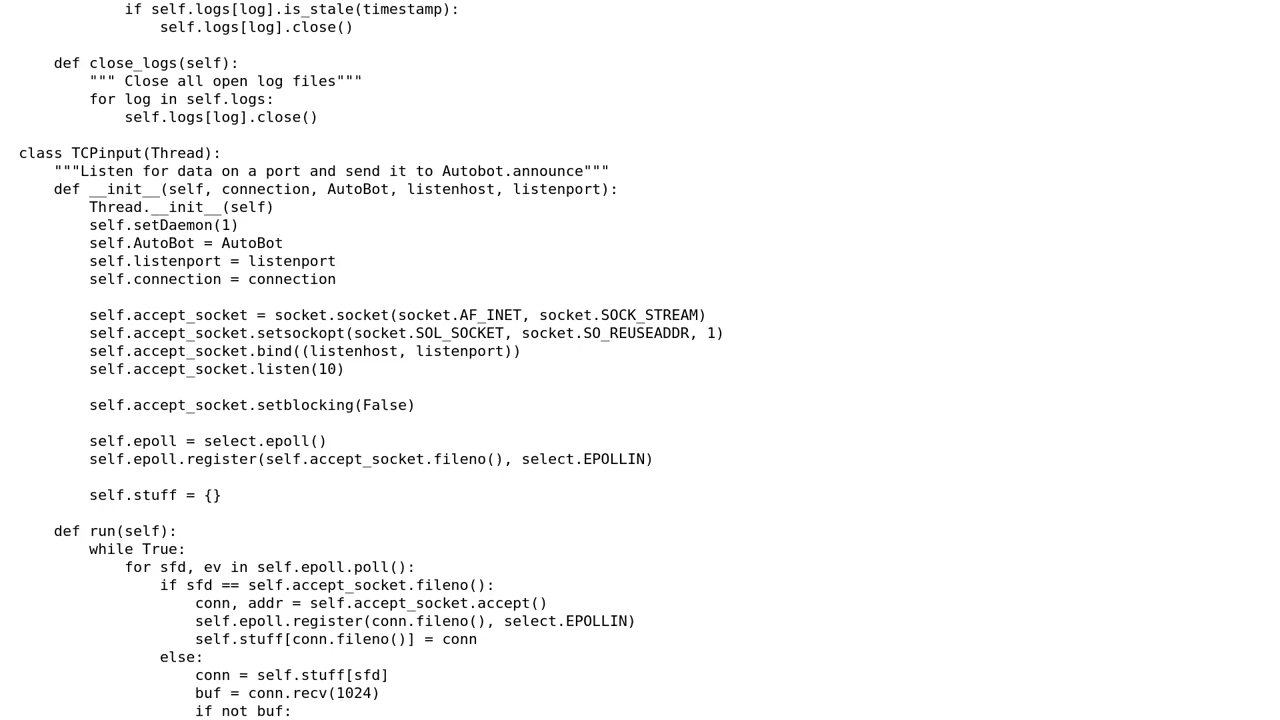 if self.logs[log].is_stale(timestamp):
                self.logs[log].close()

    def close_logs(self):
        """ Close all open log files"""
        for log in self.logs:
            self.logs[log].close()

class TCPinput(Thread):
    """Listen for data on a port and send it to Autobot.announce"""
    def __init__(self, connection, AutoBot, listenhost, listenport):
        Thread.__init__(self)
        self.setDaemon(1)
        self.AutoBot = AutoBot
        self.listenport = listenport
        self.connection = connection

        self.accept_socket = socket.socket(socket.AF_INET, socket.SOCK_STREAM)
        self.accept_socket.setsockopt(socket.SOL_SOCKET, socket.SO_REUSEADDR, 1)
        self.accept_socket.bind((listenhost, listenport))
        self.accept_socket.listen(10)

        self.accept_socket.setblocking(False)

        self.epoll = select.epoll()
        self.epoll.register(self.accept_socket.fileno(), select.EPOLLIN)

        self.stuff = {}

    def run(self):
        while True:
            for sfd, ev in self.epoll.poll():
                if sfd == self.accept_socket.fileno():
                    conn, addr = self.accept_socket.accept()
                    self.epoll.register(conn.fileno(), select.EPOLLIN)
                    self.stuff[conn.fileno()] = conn
                else:
                    conn = self.stuff[sfd]
                    buf = conn.recv(1024)
                    if not buf: